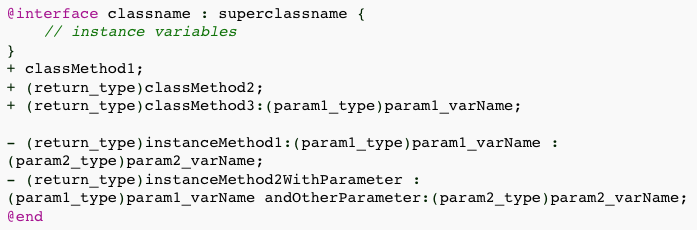 @interface classname : superclassname {
    // instance variables
}
+ classMethod1;
+ (return_type)classMethod2;
+ (return_type)classMethod3:(param1_type)param1_varName;

- (return_type)instanceMethod1:(param1_type)param1_varName :
(param2_type)param2_varName;
- (return_type)instanceMethod2WithParameter :
(param1_type)param1_varName andOtherParameter:(param2_type)param2_varName;
@end